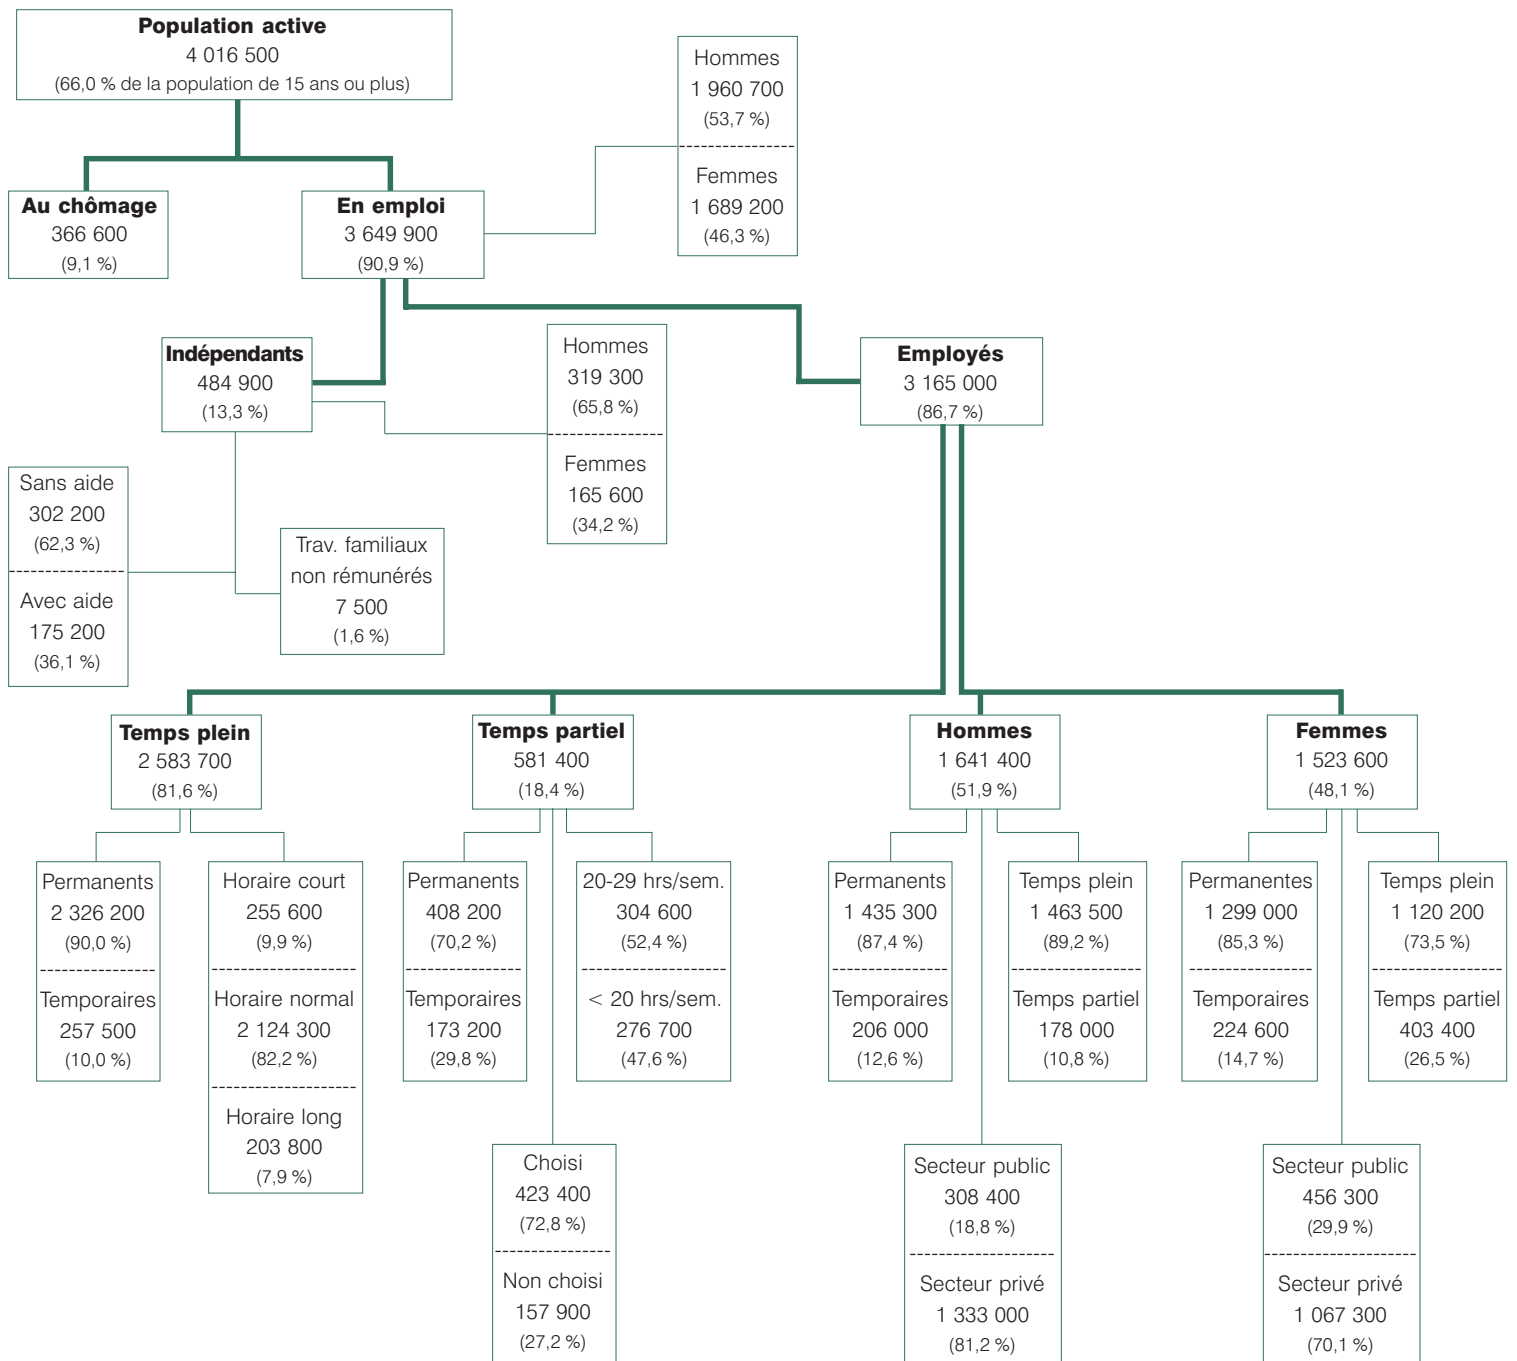 Population active
4 016 500
(66,0 % de la population de 15 ans ou plus)
Hommes
1 960 700
(53,7 %)
Femmes
1 689 200
(46,3 %)
Au chômage
366 600
(9,1 %)
En emploi
3 649 900
(90,9 %)
Indépendants
484 900
(13,3 %)
Hommes
319 300
(65,8 %)
Femmes
165 600
(34,2 %)
Employés
3 165 000
(86,7 %)
Sans aide
302 200
(62,3 %)
Avec aide
175 200
(36,1 %)
Trav. familiaux
non rémunérés
7 500
(1,6 %)
Temps plein
2 583 700
(81,6 %)
Temps partiel
581 400
(18,4 %)
Hommes
1 641 400
(51,9 %)
Femmes
1 523 600
(48,1 %)
Permanents
2 326 200
(90,0 %)
Temporaires
257 500
(10,0 %)
Horaire court
255 600
(9,9 %)
Horaire normal
2 124 300
(82,2 %)
Horaire long
203 800
(7,9 %)
Permanents
408 200
(70,2 %)
Temporaires
173 200
(29,8 %)
20-29 hrs/sem.
304 600
(52,4 %)
< 20 hrs/sem.
276 700
(47,6 %)
Choisi
423 400
(72,8 %)
Non choisi
157 900
(27,2 %)
Permanents
1 435 300
(87,4 %)
Temporaires
206 000
(12,6 %)
Temps plein
1 463 500
(89,2 %)
Temps partiel
178 000
(10,8 %)
Secteur public
308 400
(18,8 %)
Secteur privé
1 333 000
(81,2 %)
Permanentes
1 299 000
(85,3 %)
Temporaires
224 600
(14,7 %)
Temps plein
1 120 200
(73,5 %)
Temps partiel
403 400
(26,5 %)
Secteur public
456 300
(29,9 %)
Secteur privé
1 067 300
(70,1 %)